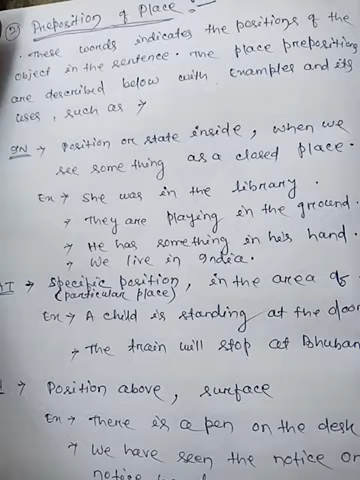 ② Preposition of Place :-
· These words indicates the positions of the
object in the sentence. The place prepositions
are described below with Examples and its
uses, such as →
IN → Position or state inside, when we
see something as a closed place.
Ex → She was in the library.
→ They are playing in the ground.
→ He has something in his hand.
→ We live in India.
→ Specific position, in the area of
(particular place)
Ex → A child is standing at the door
→ The train will stop at Bhuban
→ Position above, surface
Ex → There is a pen on the desk
→ We have seen the notice on
notice